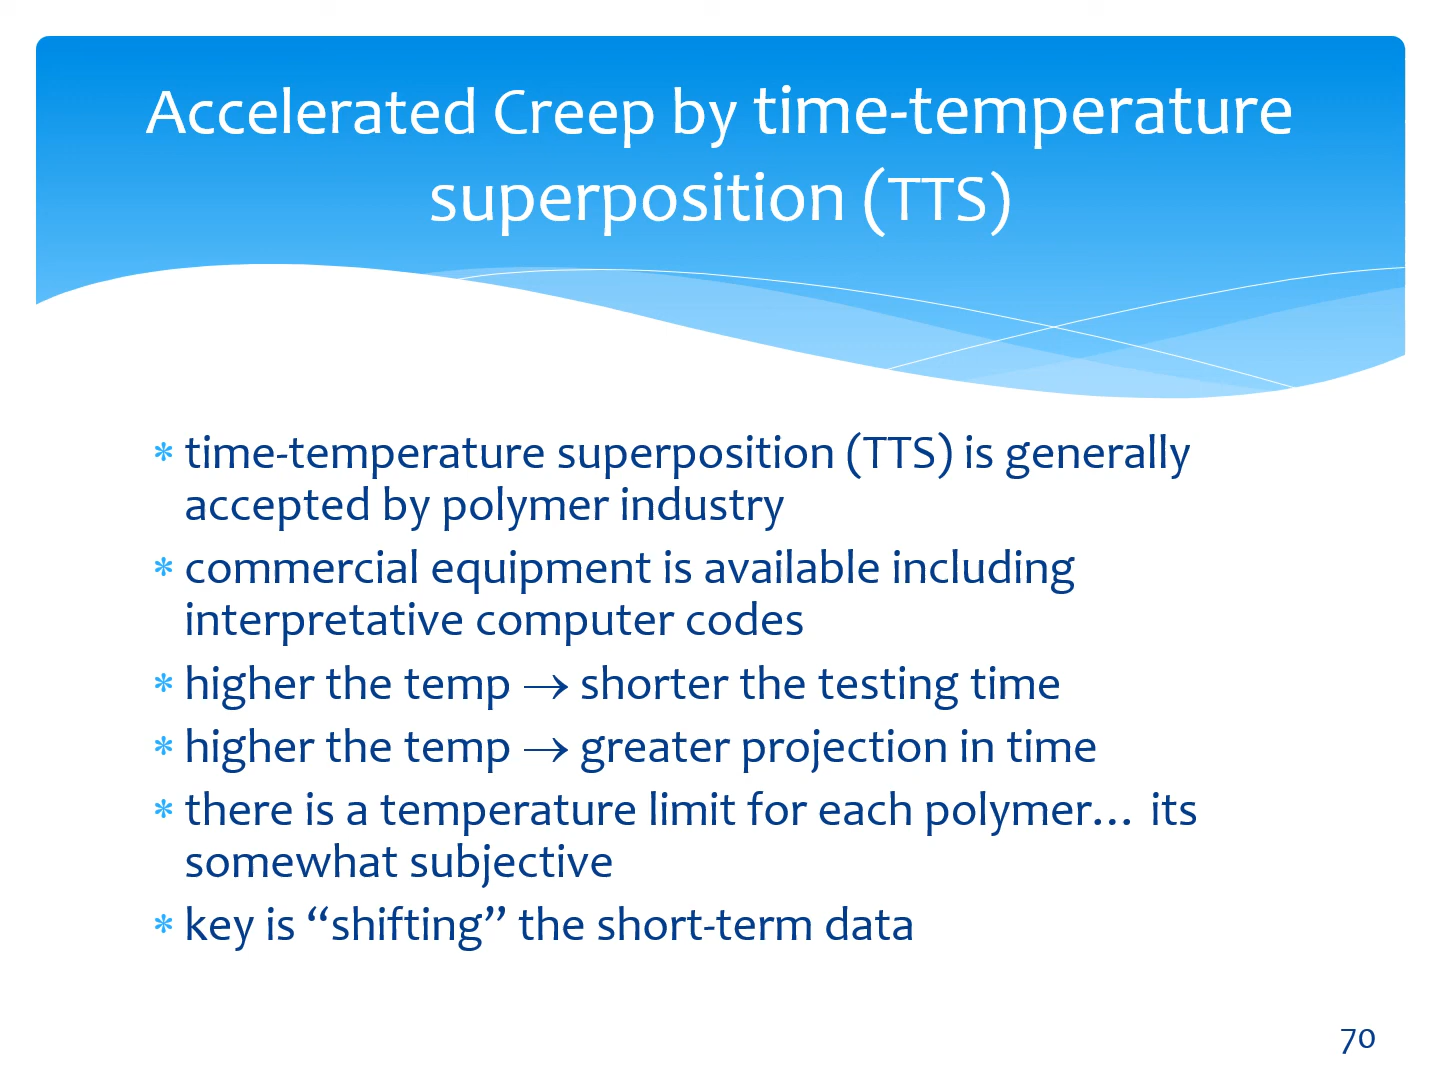 Accelerated Creep by time-temperature
superposition (TTS)
* time-temperature superposition (TTS) is generally
accepted by polymer industry
* commercial equipment is available including
interpretative computer codes
* higher the temp → shorter the testing time
* higher the temp → greater projection in time
* there is a temperature limit for each polymer… its
somewhat subjective
* key is “shifting” the short-term data
70